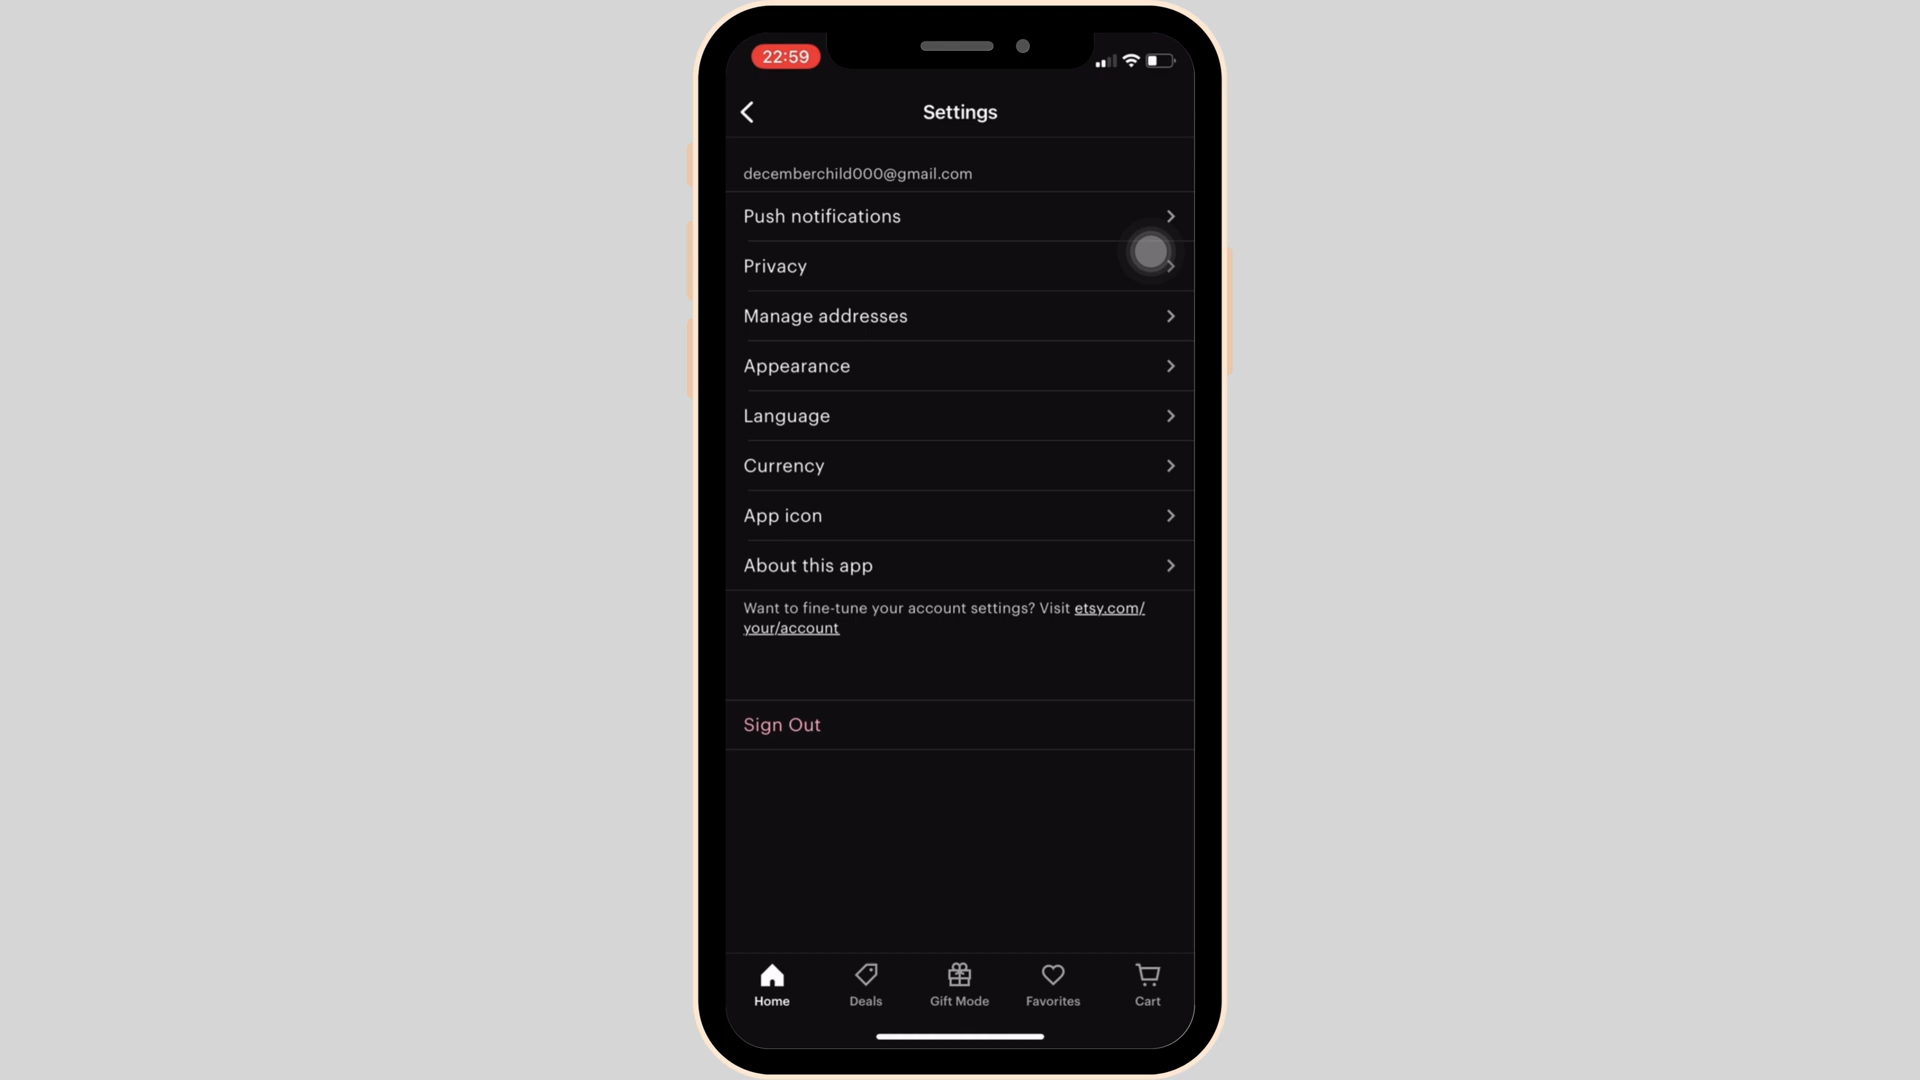 22:59
Settings
decemberchild000@gmail.com
Push notifications
Privacy
Manage addresses
Appearance
Language
Currency
App icon
About this app
Want to fine-tune your account settings? Visit etsy.com/
your/account
Sign Out
Home Deals Gift Mode Favorites Cart